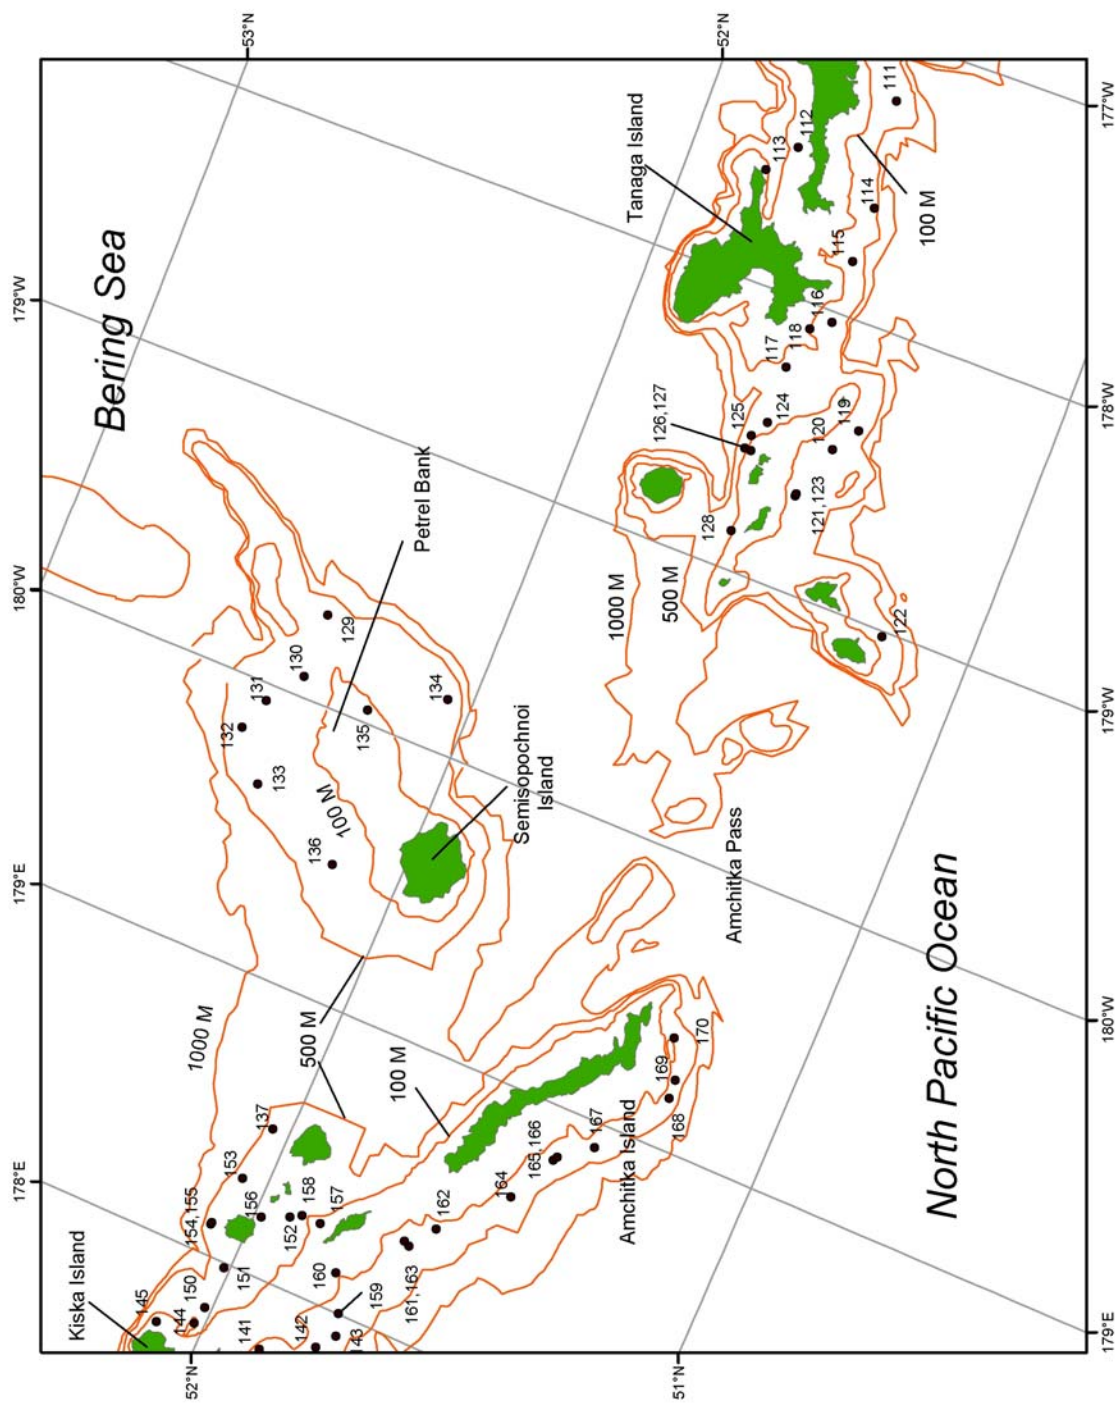 178°E
179°E
180°W
179°W
53°N
Bering Sea
Kiska Island
145
144
150
154,155
153
137
1000 M
151
156
152
158
157
141
142
143
159
160
161,163
162
164
165,166
167
168
169
170
500 M
100 M
Amchitka Island
132
131
130
129
133
136
100 M
135
134
Petrel Bank
Semisopochnoi
Island
Amchitka Pass
1000 M
500 M
128
126,127
125
124
117
118
116
115
114
113
112
111
120
119
121,123
122
Tanaga Island
100 M
North Pacific Ocean
52°N
51°N
52°N
179°E
180°W
179°W
178°W
177°W